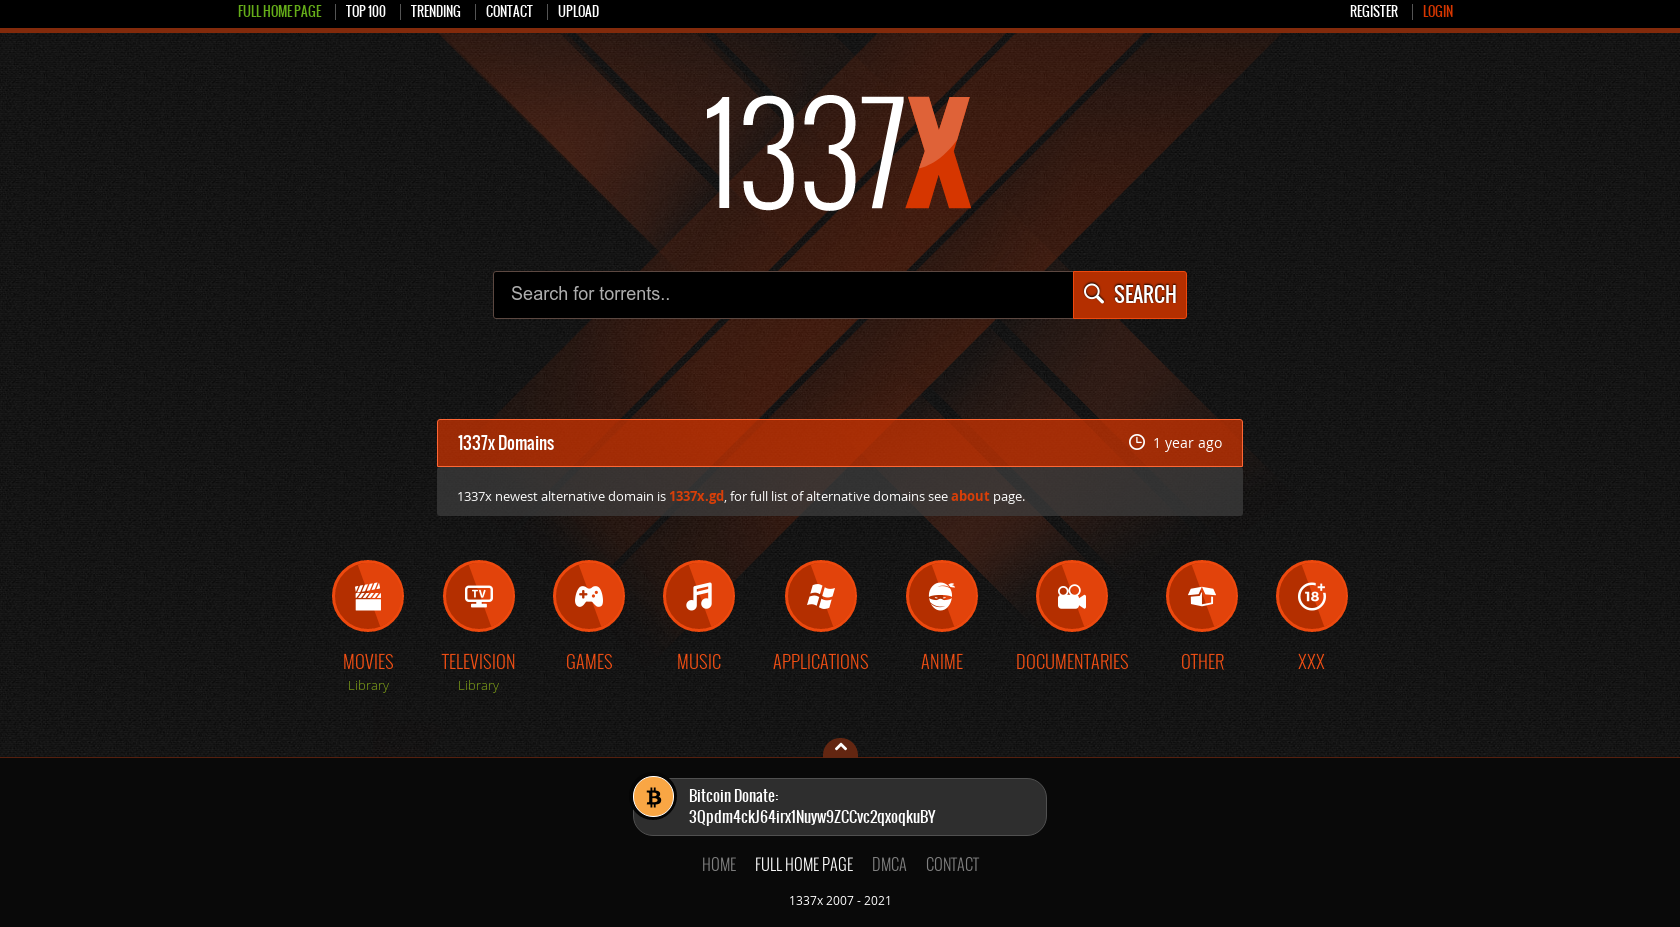 FULL HOME PAGE TOP 100 TRENDING CONTACT UPLOAD REGISTER LOGIN
1337X
Search for torrents.. SEARCH
1337x Domains 1 year ago
1337x newest alternative domain is 1337x.gd, for full list of alternative domains see about page.
TV 18+
MOVIES TELEVISION GAMES MUSIC APPLICATIONS ANIME DOCUMENTARIES OTHER XXX
Library Library
Bitcoin Donate:
3Qpdm4ckJ64irx1Nuyw9ZCCvc2qxoqkuBY
HOME FULL HOME PAGE DMCA CONTACT
1337x 2007 - 2021